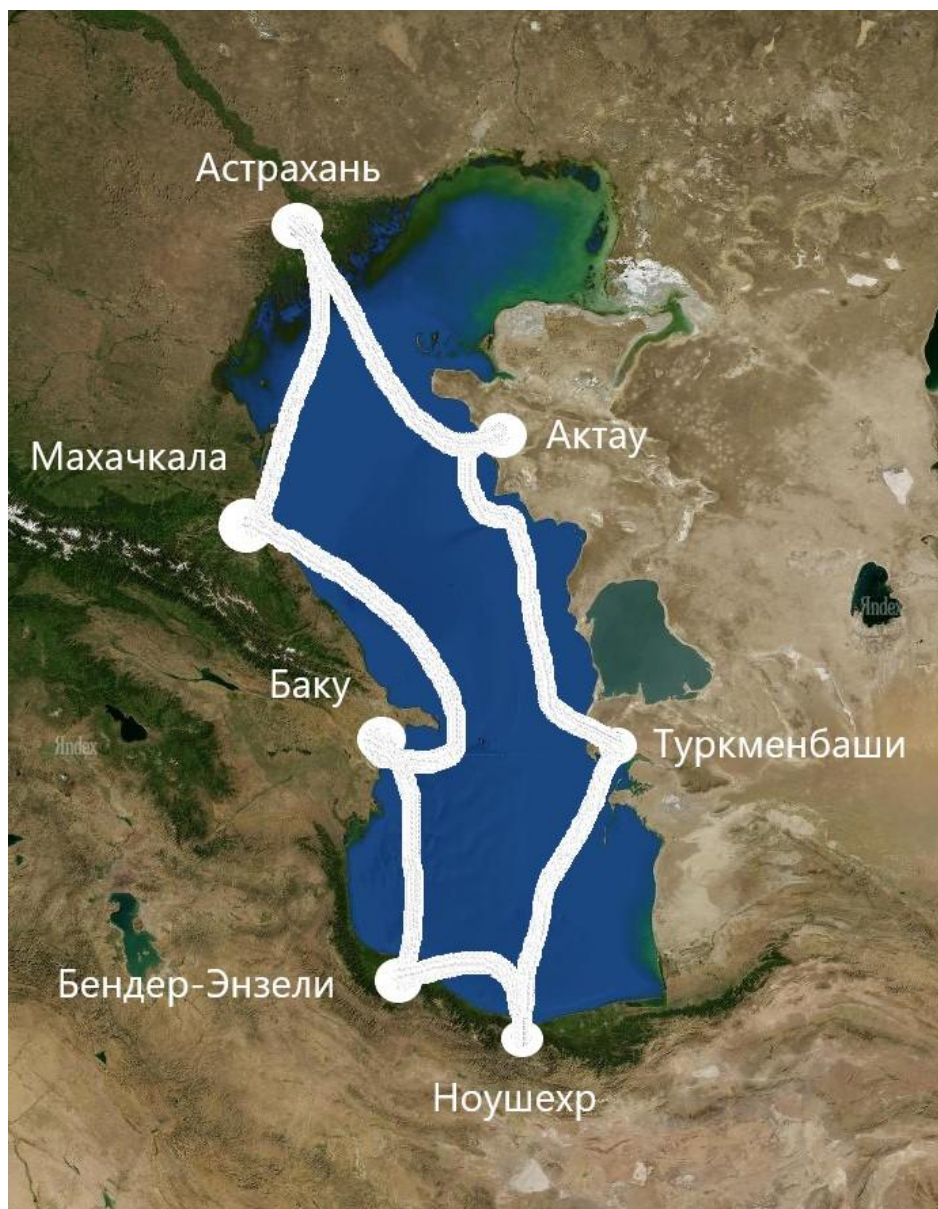 Астрахань
Актау
Махачкала
Яndex
Баку
Яndex
Туркменбаши
Бендер-Энзели
Ноушехр